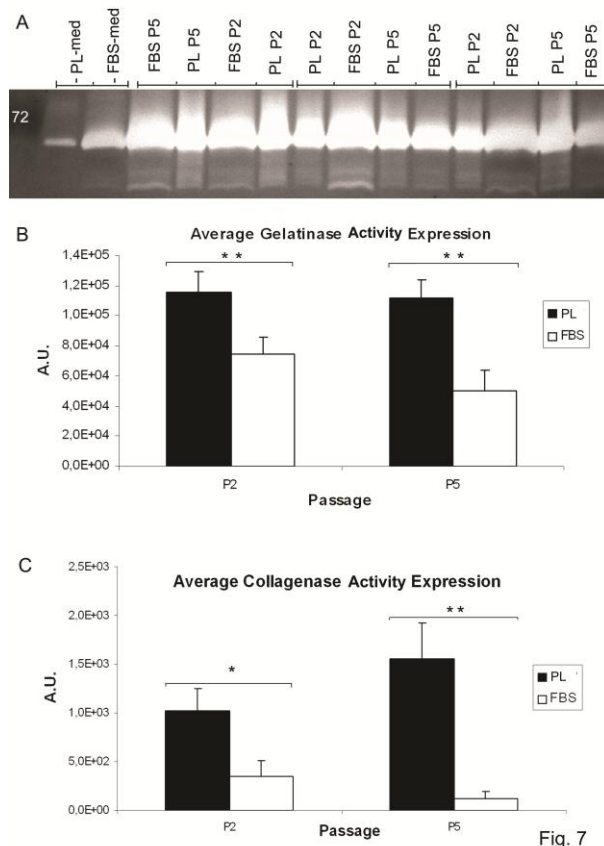 A
- PL-med
- FBS-med
FBS P5
PL P5
FBS P2
PL P2
PL P2
FBS P2
PL P5
FBS P5
PL P2
FBS P2
PL P5
FBS P5
72
B
Average Gelatinase Activity Expression
1,4E+05
1,2E+05
1,0E+05
8,0E+04
6,0E+04
4,0E+04
2,0E+04
0,0E+00
A.U.
* *
* *
PL
FBS
P2
P5
Passage
C
Average Collagenase Activity Expression
2,5E+03
2,0E+03
1,5E+03
1,0E+03
5,0E+02
0,0E+00
A.U.
*
* *
PL
FBS
P2
P5
Passage
Fig. 7